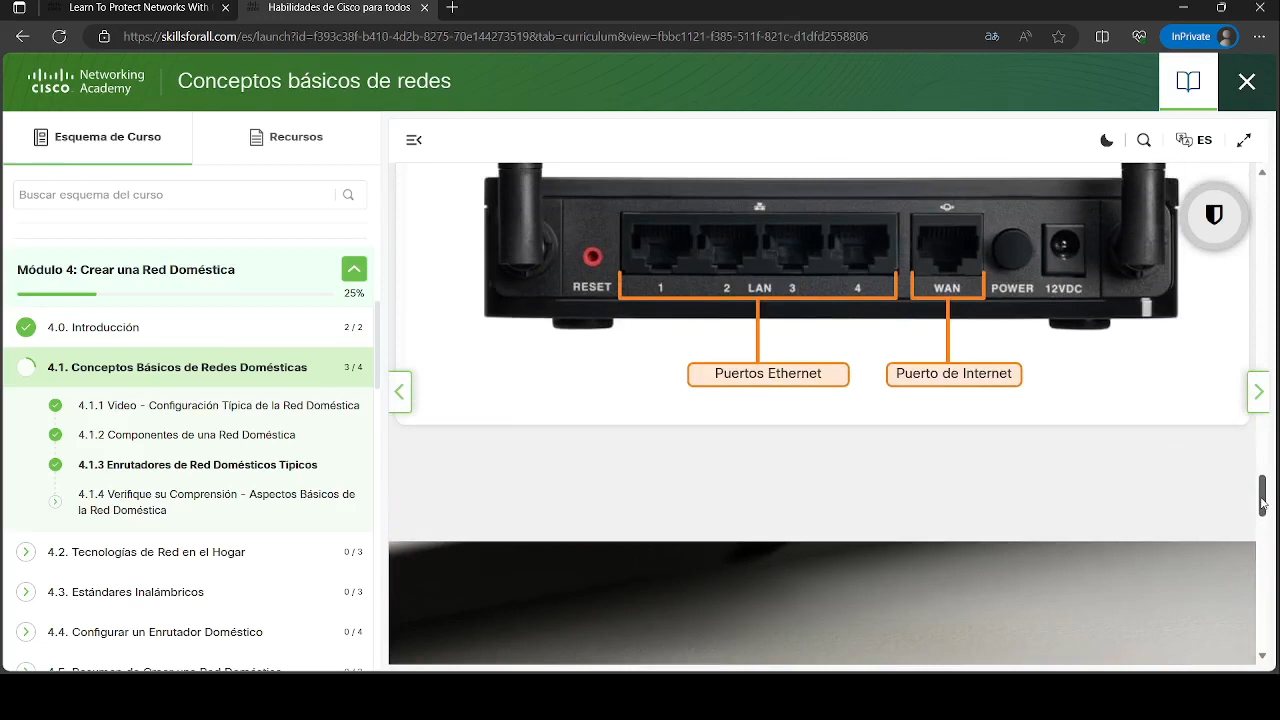 Learn To Protect Networks With
Habilidades de Cisco para todos
https://skillsforall.com/es/launch?id=f393c38f-b410-4d2b-8275-70e144273519&tab=curriculum&view=fbbc1121-f385-511f-821c-d1dfd2558806
InPrivate
CISCO Networking Academy
Conceptos básicos de redes
Esquema de Curso
Recursos
ES
Buscar esquema del curso
Módulo 4: Crear una Red Doméstica
25%
4.0. Introducción 2 / 2
4.1. Conceptos Básicos de Redes Domésticas 3 / 4
4.1.1 Video - Configuración Típica de la Red Doméstica
4.1.2 Componentes de una Red Doméstica
4.1.3 Enrutadores de Red Domésticos Típicos
4.1.4 Verifique su Comprensión - Aspectos Básicos de
la Red Doméstica
4.2. Tecnologías de Red en el Hogar 0 / 3
4.3. Estándares Inalámbricos 0 / 3
4.4. Configurar un Enrutador Doméstico 0 / 4
RESET 1 2 LAN 3 4 WAN POWER 12VDC
Puertos Ethernet
Puerto de Internet